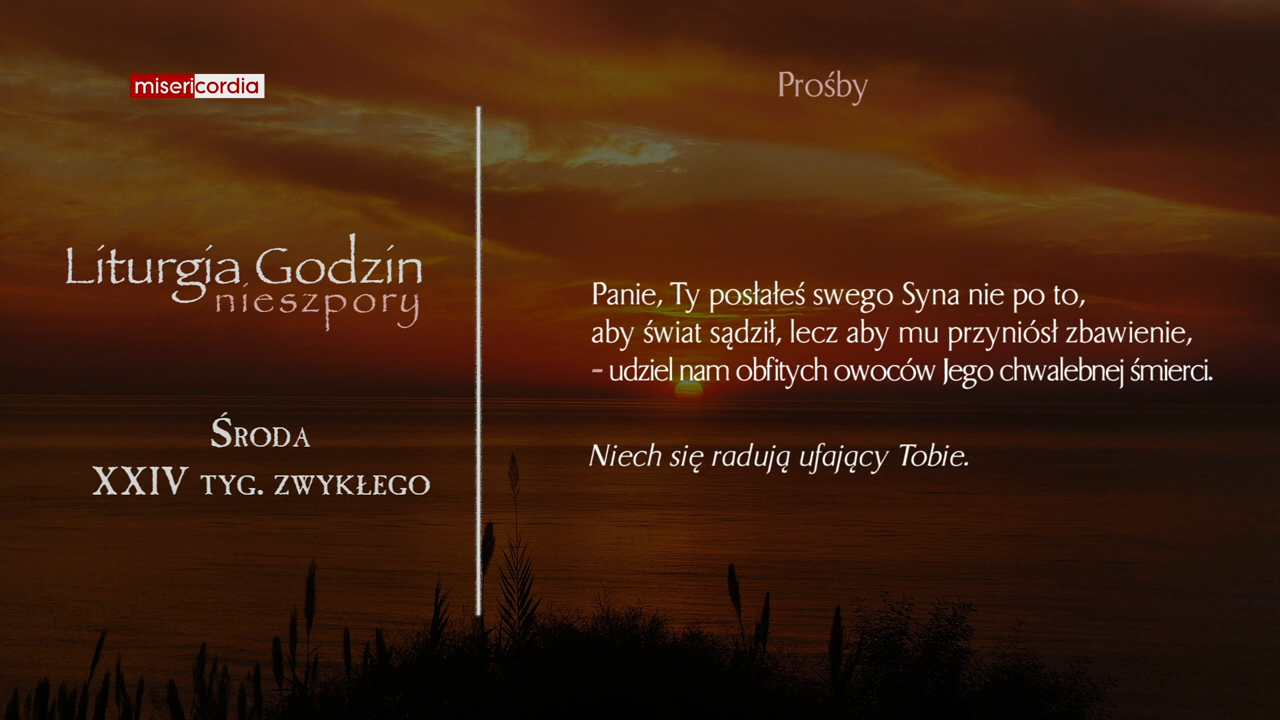 misericordia
Prośby
Liturgia Godzin
nieszpory
Środa
XXIV tyg. zwykłego
Panie, Ty posłałeś swego Syna nie po to,
aby świat sądził, lecz aby mu przyniósł zbawienie,
- udziel nam obfitych owoców Jego chwalebnej śmierci.
Niech się radują ufający Tobie.